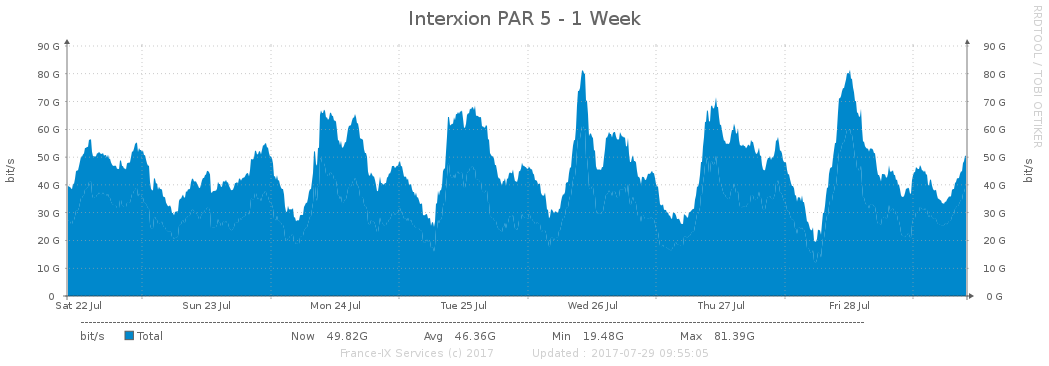 Interxion PAR 5 - 1 Week
RRDTOOL / TOBI OETIKER
bit/s
90 G 90 G
80 G 80 G
70 G 70 G
60 G 60 G
50 G 50 G
40 G 40 G
30 G 30 G
20 G 20 G
10 G 10 G
0 0 G
bit/s
Sat 22 Jul Sun 23 Jul Mon 24 Jul Tue 25 Jul Wed 26 Jul Thu 27 Jul Fri 28 Jul
bit/s Total Now 49.82G Avg 46.36G Min 19.48G Max 81.39G
France-IX Services (c) 2017 Updated : 2017-07-29 09:55:05